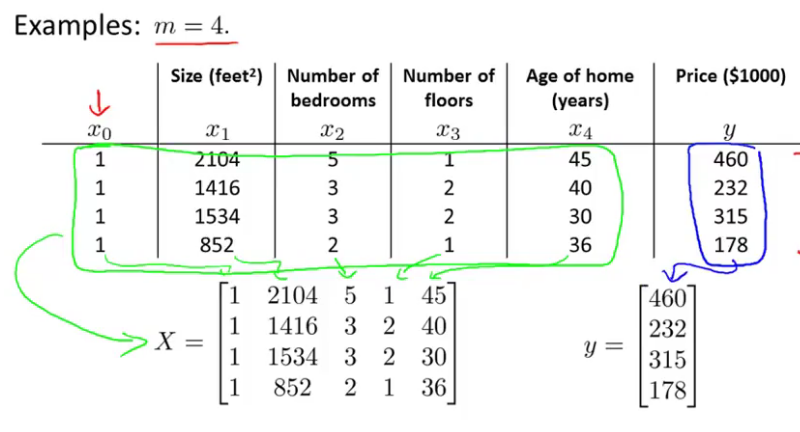 Examples: m = 4.
Size (feet²) Number of bedrooms Number of floors Age of home (years) Price ($1000)
x₀ x₁ x₂ x₃ x₄ y
1 2104 5 1 45 460
1 1416 3 2 40 232
1 1534 3 2 30 315
1 852 2 1 36 178
X = [1 2104 5 1 45] y = [460]
[1 1416 3 2 40] [232]
[1 1534 3 2 30] [315]
[1 852 2 1 36] [178]